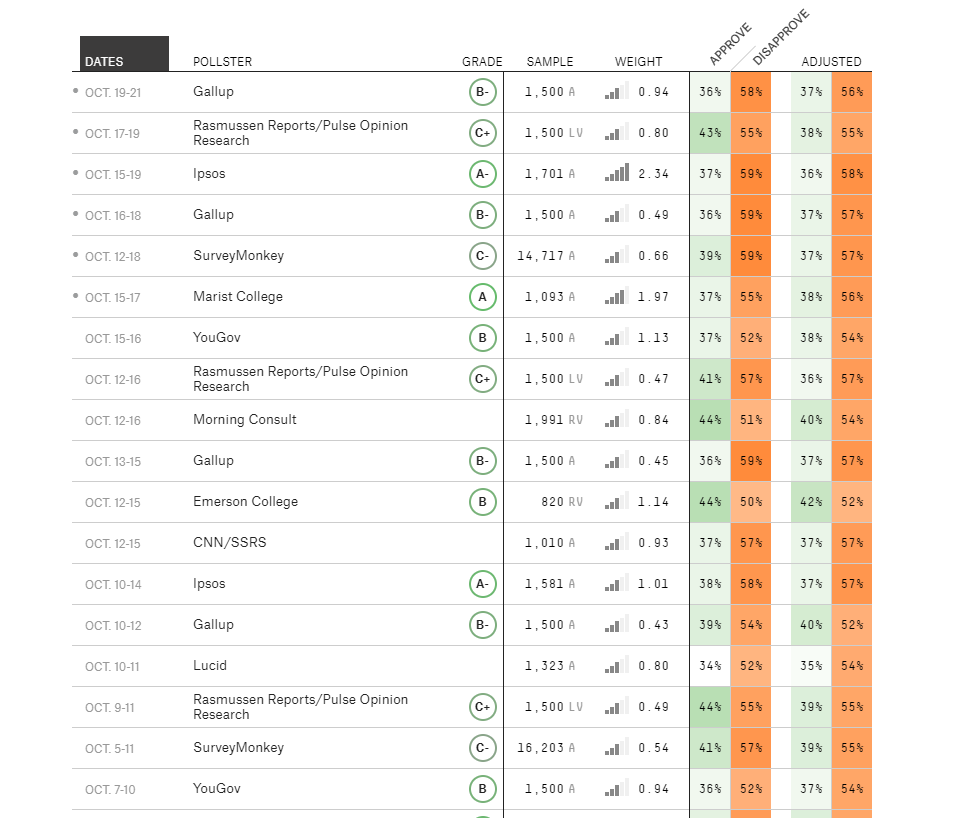 DATES POLLSTER GRADE SAMPLE WEIGHT APPROVE DISAPPROVE ADJUSTED
• OCT. 19-21 Gallup B- 1,500 A 0.94 36% 58% 37% 56%
• OCT. 17-19 Rasmussen Reports/Pulse Opinion
Research C+ 1,500 LV 0.80 43% 55% 38% 55%
• OCT. 15-19 Ipsos A- 1,701 A 2.34 37% 59% 36% 58%
• OCT. 16-18 Gallup B- 1,500 A 0.49 36% 59% 37% 57%
• OCT. 12-18 SurveyMonkey C- 14,717 A 0.66 39% 59% 37% 57%
• OCT. 15-17 Marist College A 1,093 A 1.97 37% 55% 38% 56%
OCT. 15-16 YouGov B 1,500 A 1.13 37% 52% 38% 54%
OCT. 12-16 Rasmussen Reports/Pulse Opinion
Research C+ 1,500 LV 0.47 41% 57% 36% 57%
OCT. 12-16 Morning Consult 1,991 RV 0.84 44% 51% 40% 54%
OCT. 13-15 Gallup B- 1,500 A 0.45 36% 59% 37% 57%
OCT. 12-15 Emerson College B 820 RV 1.14 44% 50% 42% 52%
OCT. 12-15 CNN/SSRS 1,010 A 0.93 37% 57% 37% 57%
OCT. 10-14 Ipsos A- 1,581 A 1.01 38% 58% 37% 57%
OCT. 10-12 Gallup B- 1,500 A 0.43 39% 54% 40% 52%
OCT. 10-11 Lucid 1,323 A 0.80 34% 52% 35% 54%
OCT. 9-11 Rasmussen Reports/Pulse Opinion
Research C+ 1,500 LV 0.49 44% 55% 39% 55%
OCT. 5-11 SurveyMonkey C- 16,203 A 0.54 41% 57% 39% 55%
OCT. 7-10 YouGov B 1,500 A 0.94 36% 52% 37% 54%